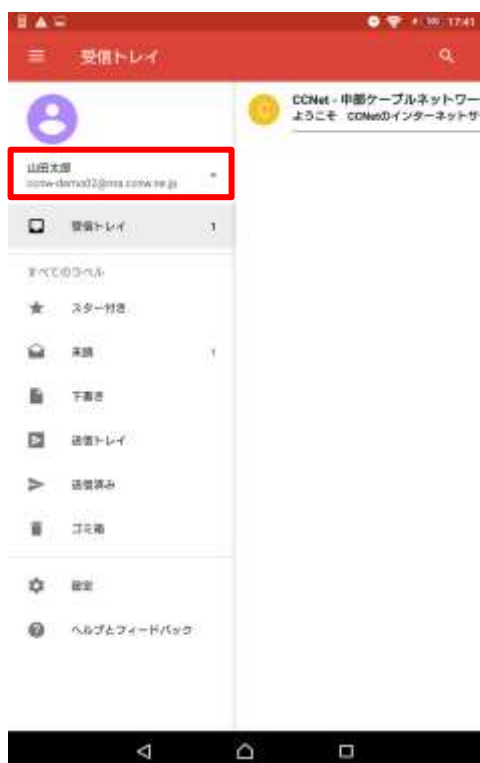 17:41
受信トレイ
CCNet - 中部ケーブルネットワー
ようこそ CCNetのインターネットサ
山田太郎
ccnw-demo02@ma.ccnw.ne.jp
受信トレイ 1
すべてのラベル
スター付き
未読 1
下書き
送信トレイ
送信済み
ゴミ箱
設定
ヘルプとフィードバック